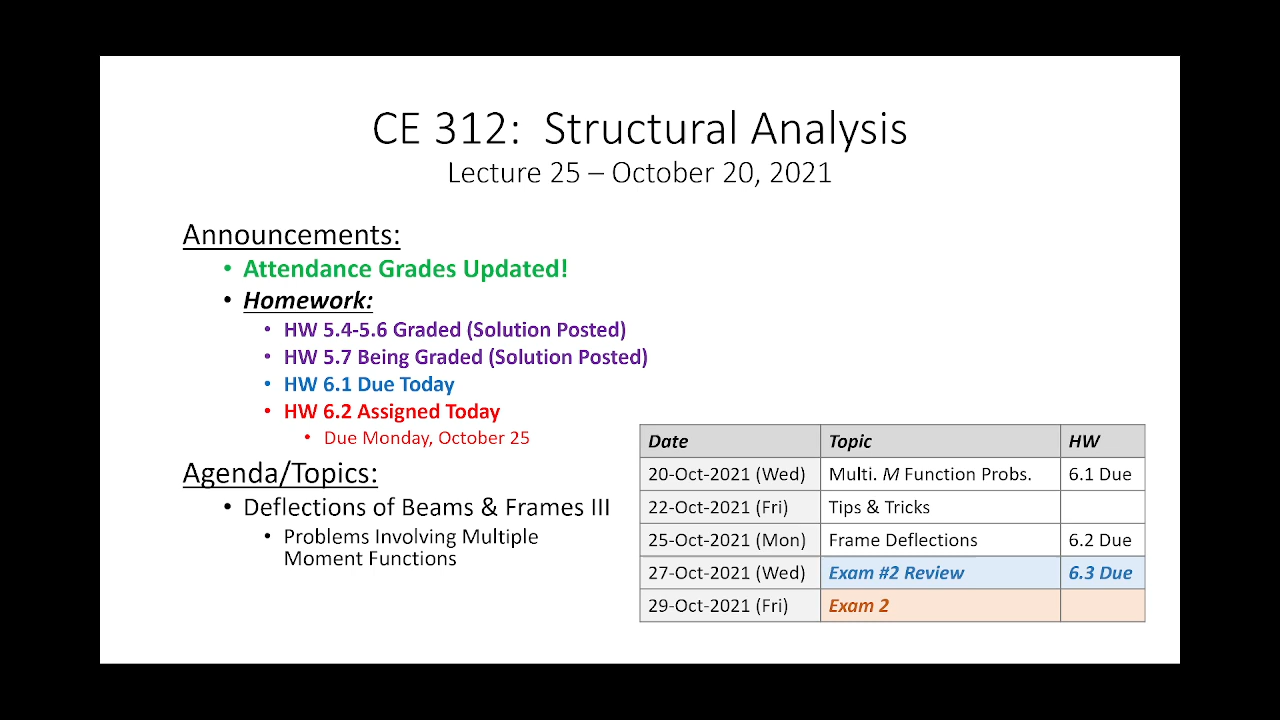 CE 312: Structural Analysis
Lecture 25 – October 20, 2021
Announcements:
• Attendance Grades Updated!
• Homework:
• HW 5.4-5.6 Graded (Solution Posted)
• HW 5.7 Being Graded (Solution Posted)
• HW 6.1 Due Today
• HW 6.2 Assigned Today
• Due Monday, October 25
Agenda/Topics:
• Deflections of Beams & Frames III
• Problems Involving Multiple
Moment Functions
Date Topic HW
20-Oct-2021 (Wed) Multi. M Function Probs. 6.1 Due
22-Oct-2021 (Fri) Tips & Tricks
25-Oct-2021 (Mon) Frame Deflections 6.2 Due
27-Oct-2021 (Wed) Exam #2 Review 6.3 Due
29-Oct-2021 (Fri) Exam 2